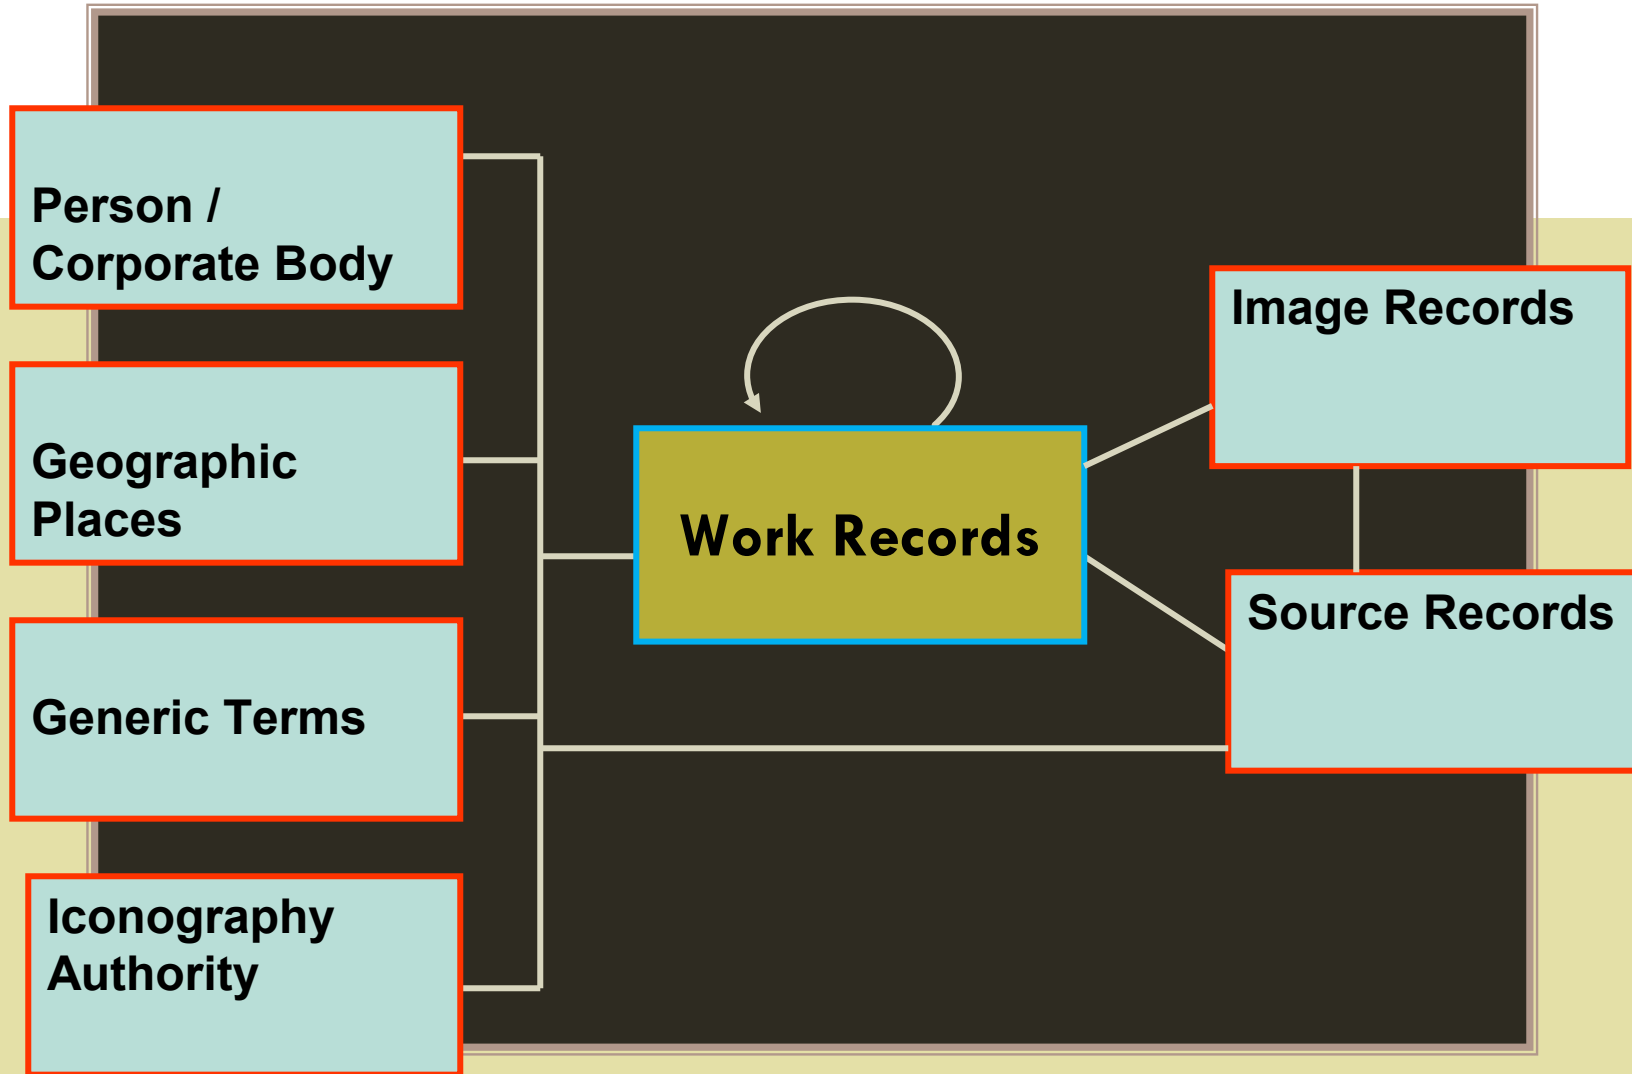 Person /
Corporate Body
Geographic
Places
Generic Terms
Iconography
Authority
Work Records
Image Records
Source Records